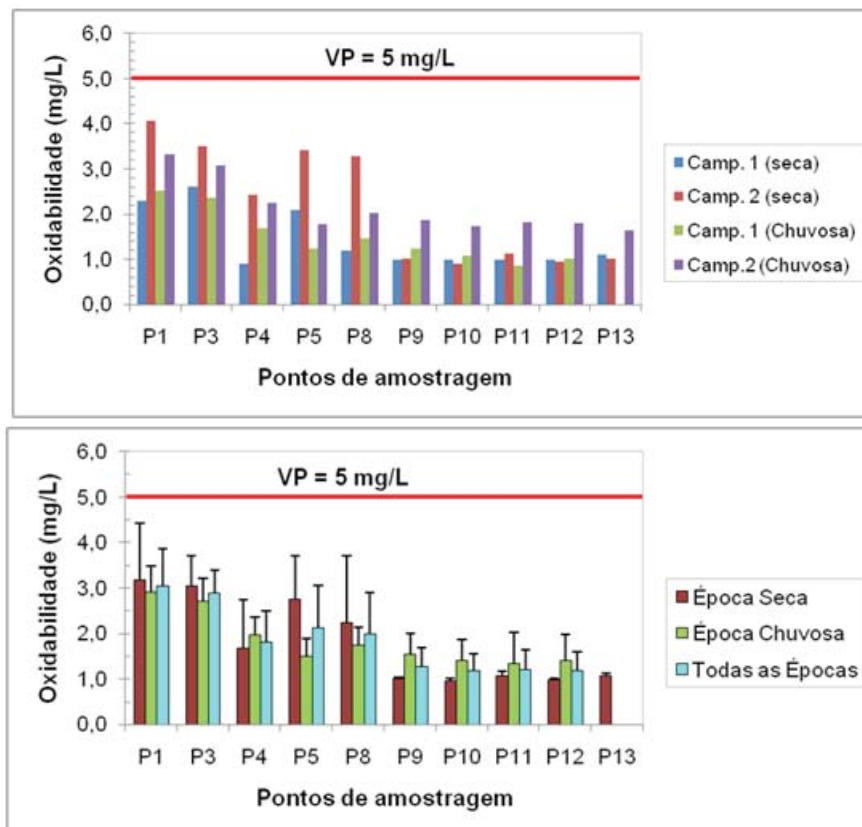 6,0
VP = 5 mg/L
5,0
4,0
3,0
2,0
1,0
0,0
Oxidabilidade (mg/L)
P1 P3 P4 P5 P8 P9 P10 P11 P12 P13
Pontos de amostragem
Camp. 1 (seca)
Camp. 2 (seca)
Camp. 1 (Chuvosa)
Camp.2 (Chuvosa)
6,0
VP = 5 mg/L
5,0
4,0
3,0
2,0
1,0
0,0
Oxidabilidade (mg/L)
P1 P3 P4 P5 P8 P9 P10 P11 P12 P13
Pontos de amostragem
Época Seca
Época Chuvosa
Todas as Épocas